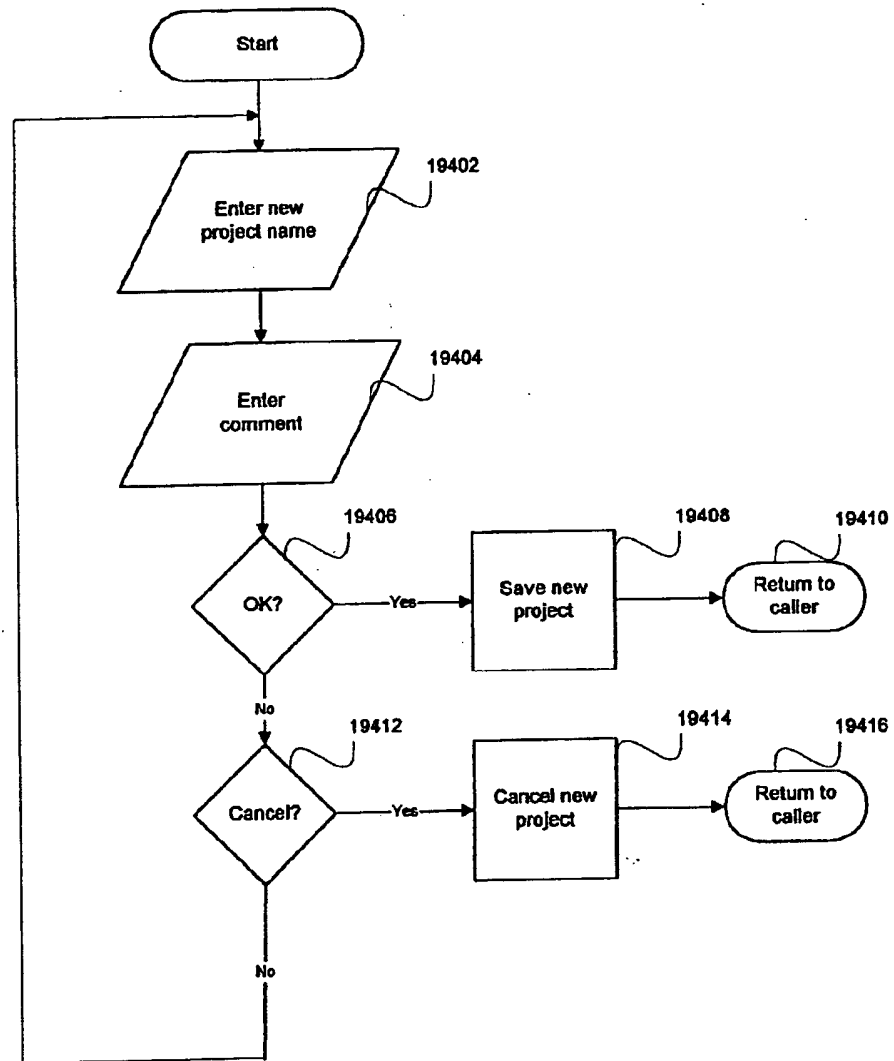 Start
Enter new
project name
19402
Enter
comment
19404
OK?
19406
Yes
Save new
project
19408
Return to
caller
19410
No
Cancel?
19412
Yes
Cancel new
project
19414
Return to
caller
19416
No